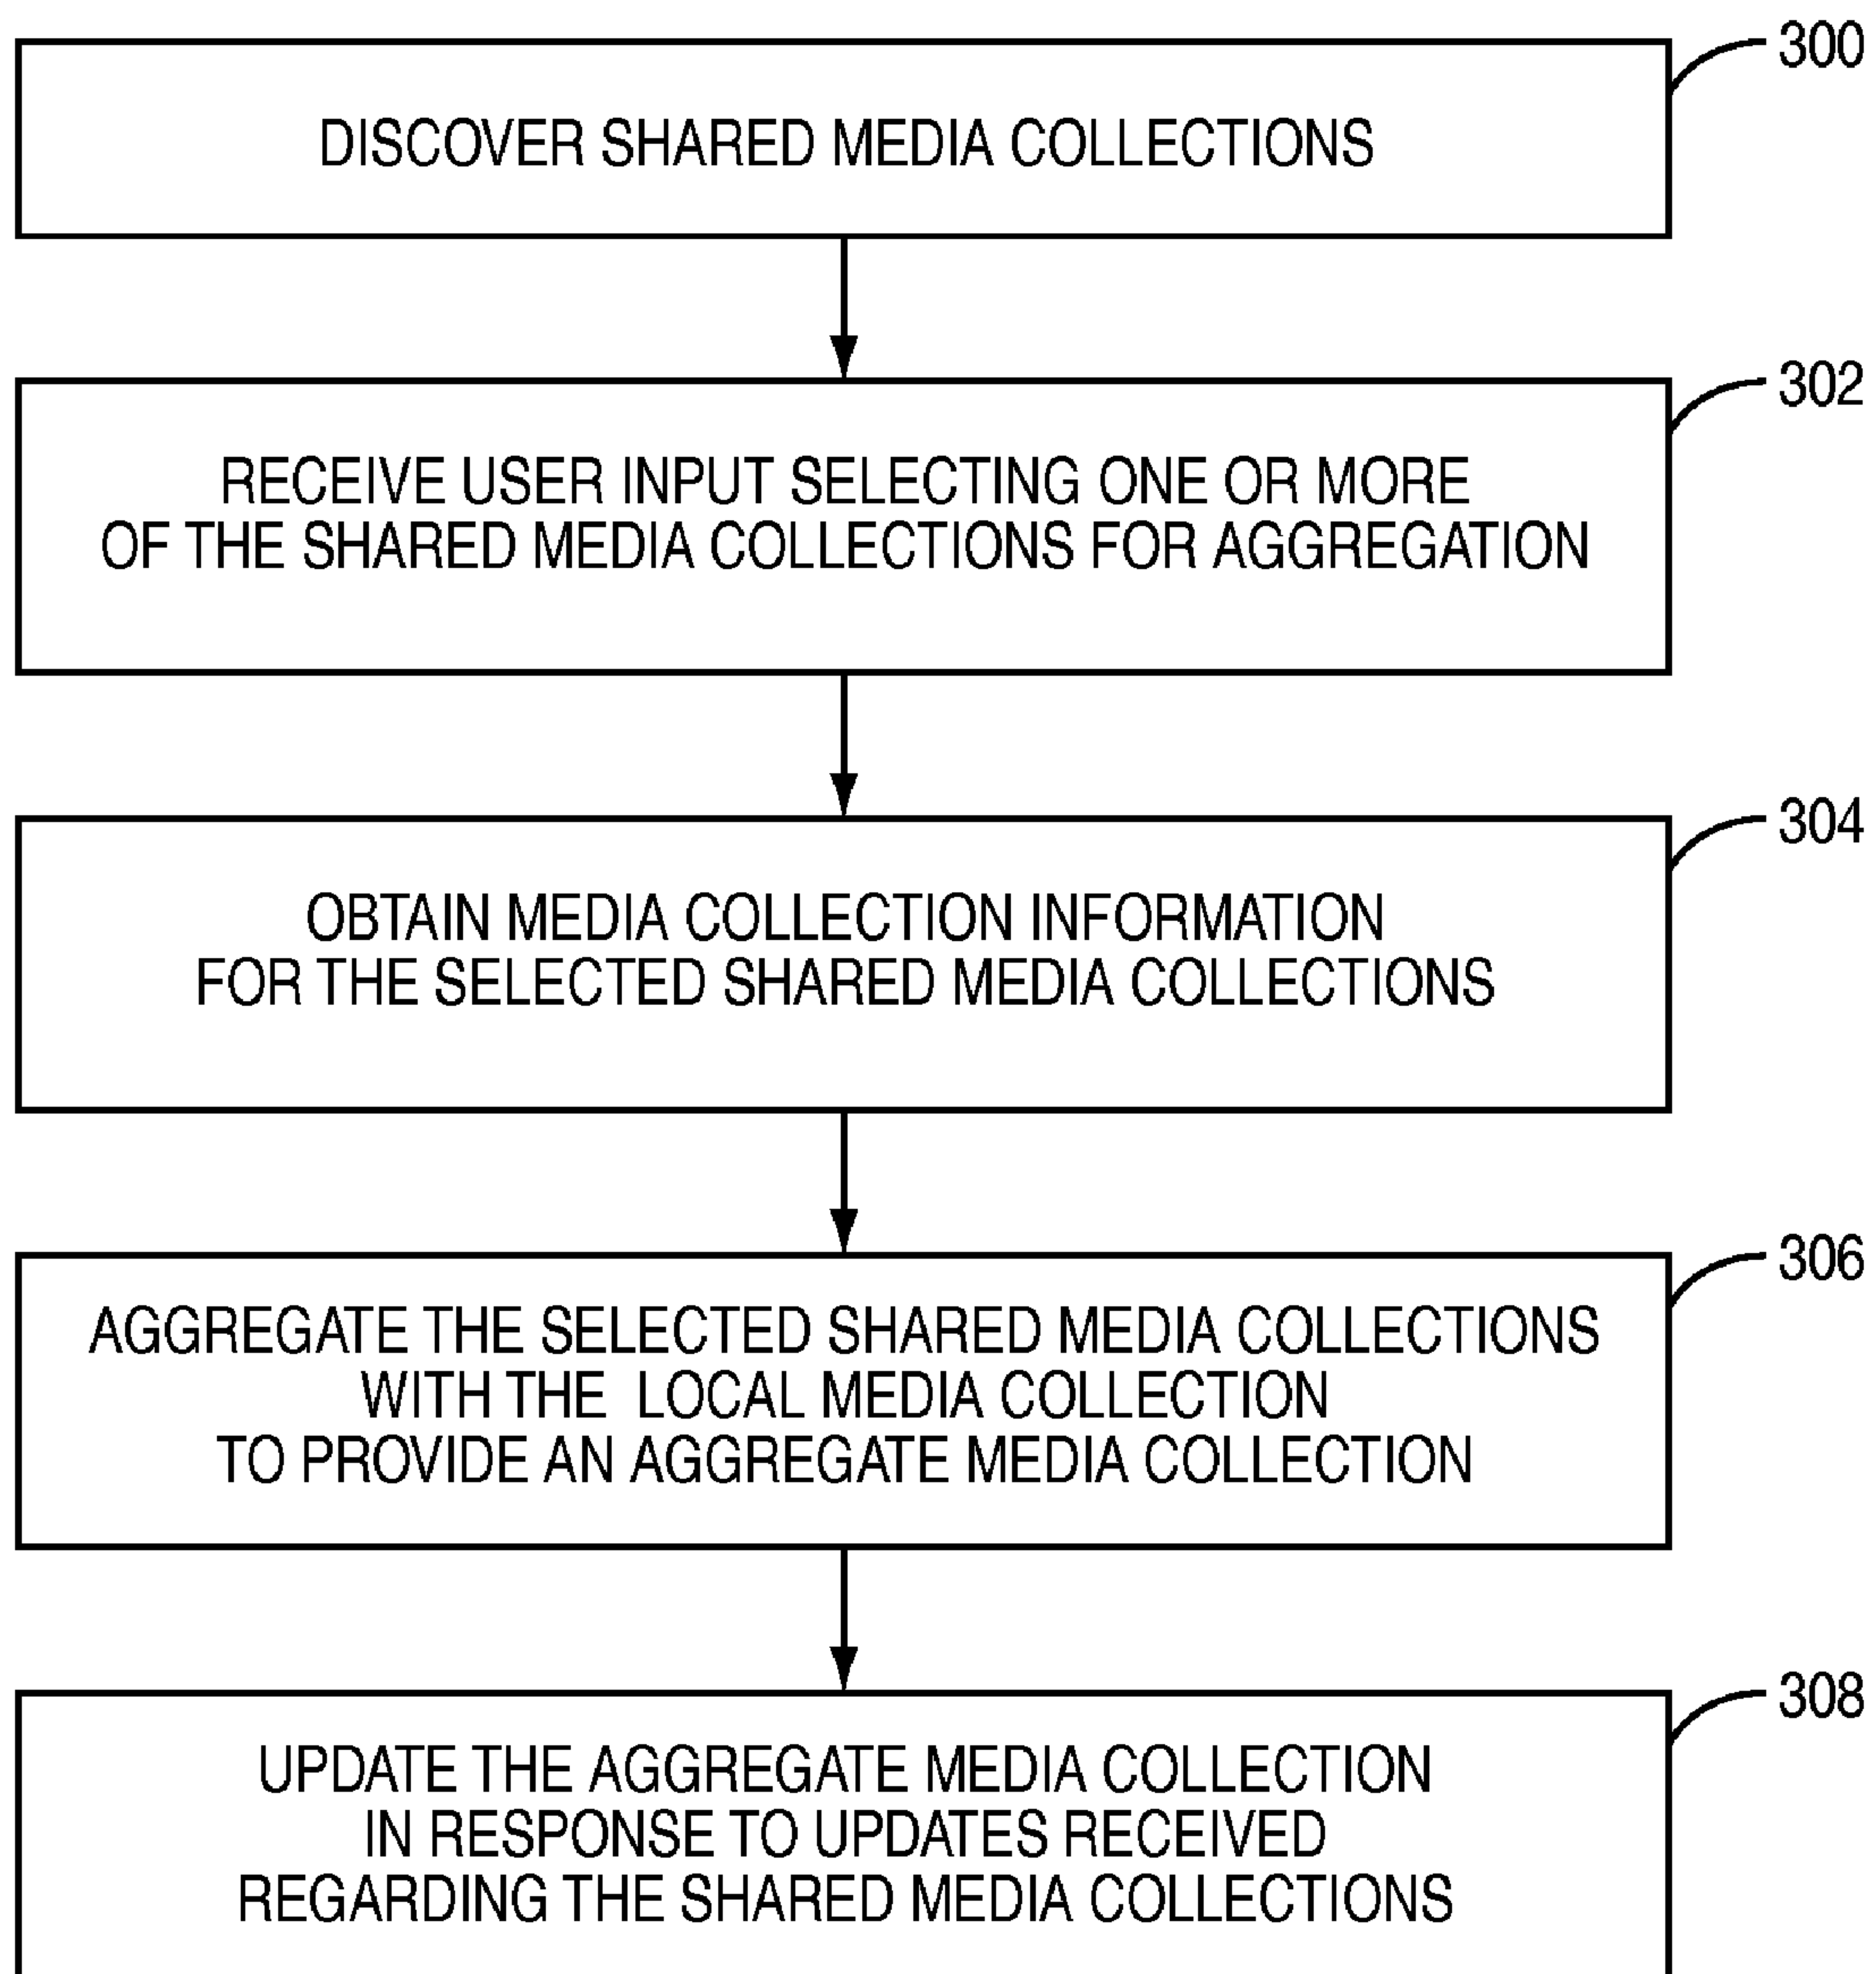 300
DISCOVER SHARED MEDIA COLLECTIONS
302
RECEIVE USER INPUT SELECTING ONE OR MORE
OF THE SHARED MEDIA COLLECTIONS FOR AGGREGATION
304
OBTAIN MEDIA COLLECTION INFORMATION
FOR THE SELECTED SHARED MEDIA COLLECTIONS
306
AGGREGATE THE SELECTED SHARED MEDIA COLLECTIONS
WITH THE LOCAL MEDIA COLLECTION
TO PROVIDE AN AGGREGATE MEDIA COLLECTION
308
UPDATE THE AGGREGATE MEDIA COLLECTION
IN RESPONSE TO UPDATES RECEIVED
REGARDING THE SHARED MEDIA COLLECTIONS